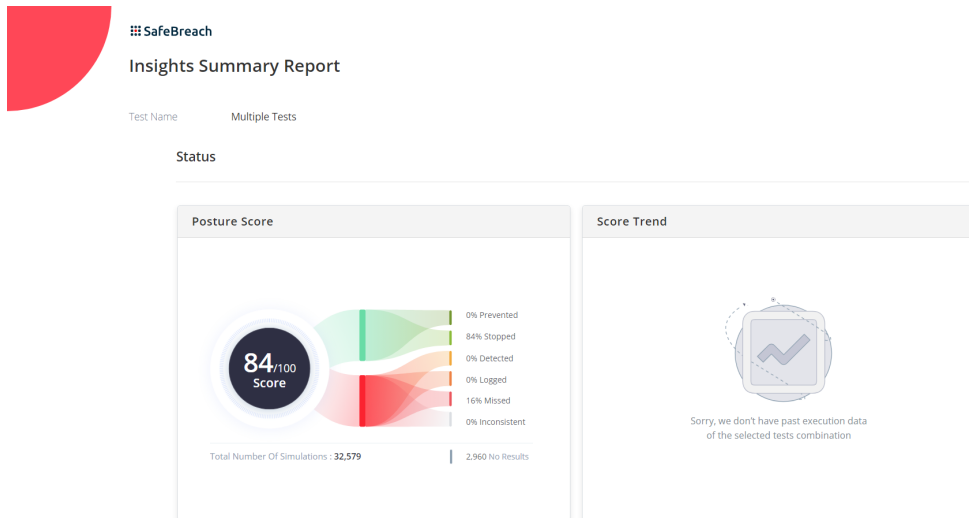 SafeBreach
Insights Summary Report
Test Name Multiple Tests
Status
Posture Score
84/100
Score
0% Prevented
84% Stopped
0% Detected
0% Logged
16% Missed
0% Inconsistent
Total Number Of Simulations : 32,579
2,960 No Results
Score Trend
Sorry, we don't have past execution data
of the selected tests combination